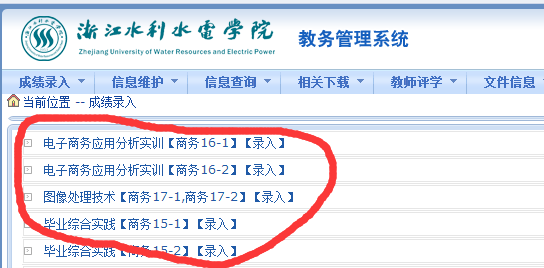 浙江水利水電學院
Zhejiang University of Water Resources and Electric Power
教务管理系统
成绩录入 信息维护 信息查询 相关下载 教师评学 文件信息
当前位置 -- 成绩录入
电子商务应用分析实训【商务16-1】【录入】
电子商务应用分析实训【商务16-2】【录入】
图像处理技术【商务17-1,商务17-2】【录入】
毕业综合实践【商务15-1】【录入】
毕业综合实践【商务15-2】【录入】